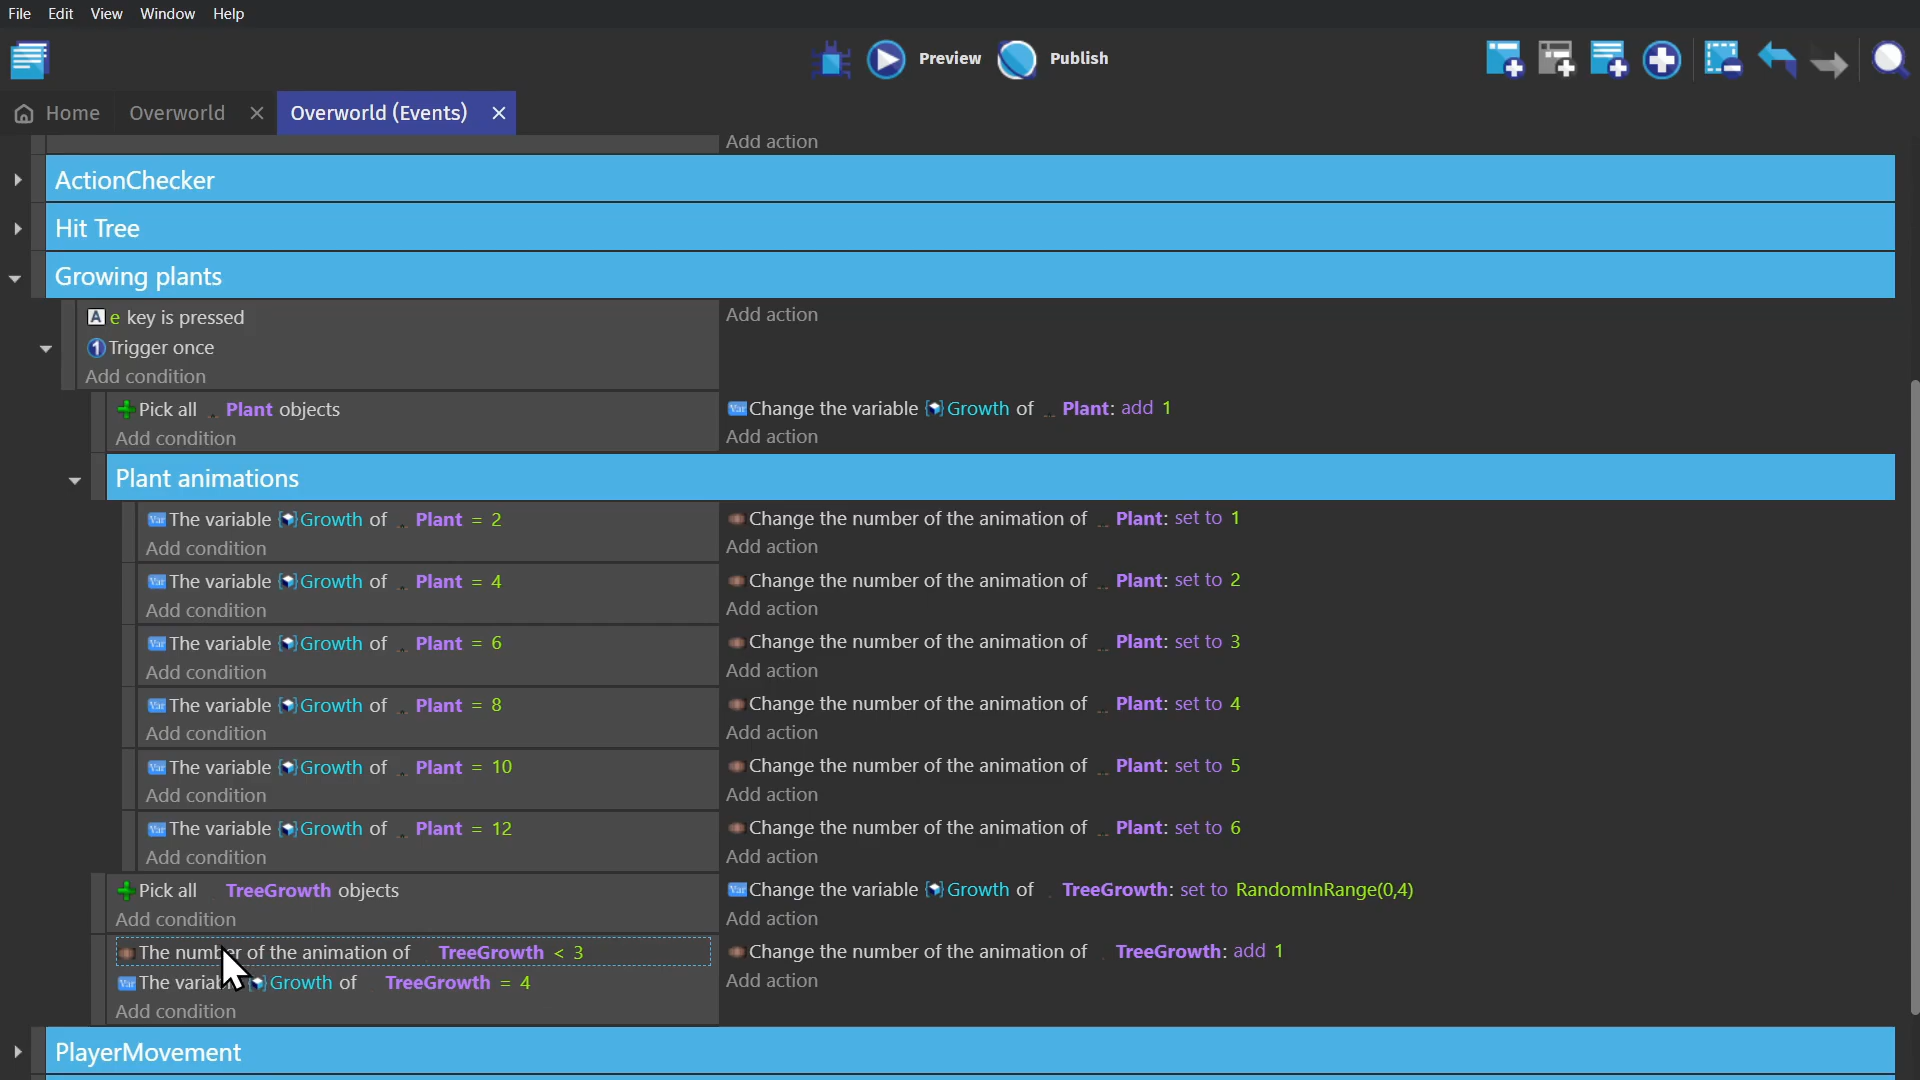 File Edit View Window Help
Preview Publish
Home Overworld Overworld (Events)
Add action
ActionChecker
Hit Tree
Growing plants
e key is pressed Add action
Trigger once
Add condition
Pick all Plant objects Change the variable Growth of Plant: add 1
Add condition Add action
Plant animations
The variable Growth of Plant = 2 Change the number of the animation of Plant: set to 1
Add condition Add action
The variable Growth of Plant = 4 Change the number of the animation of Plant: set to 2
Add condition Add action
The variable Growth of Plant = 6 Change the number of the animation of Plant: set to 3
Add condition Add action
The variable Growth of Plant = 8 Change the number of the animation of Plant: set to 4
Add condition Add action
The variable Growth of Plant = 10 Change the number of the animation of Plant: set to 5
Add condition Add action
The variable Growth of Plant = 12 Change the number of the animation of Plant: set to 6
Add condition Add action
Pick all TreeGrowth objects Change the variable Growth of TreeGrowth: set to RandomInRange(0,4)
Add condition Add action
The number of the animation of TreeGrowth < 3 Change the number of the animation of TreeGrowth: add 1
The variable Growth of TreeGrowth = 4 Add action
Add condition
PlayerMovement